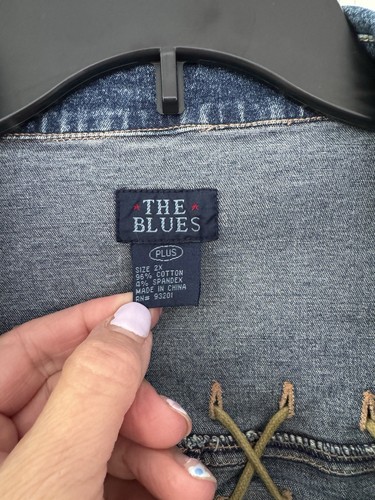 THE
BLUES
PLUS
SIZE 2X
96% COTTON
4% SPANDEX
MADE IN CHINA
RN# 93201